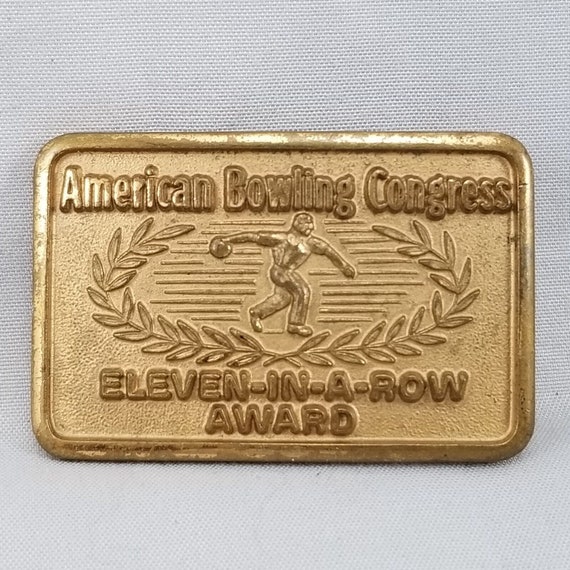 American Bowling Congress
ELEVEN-IN-A-ROW
AWARD